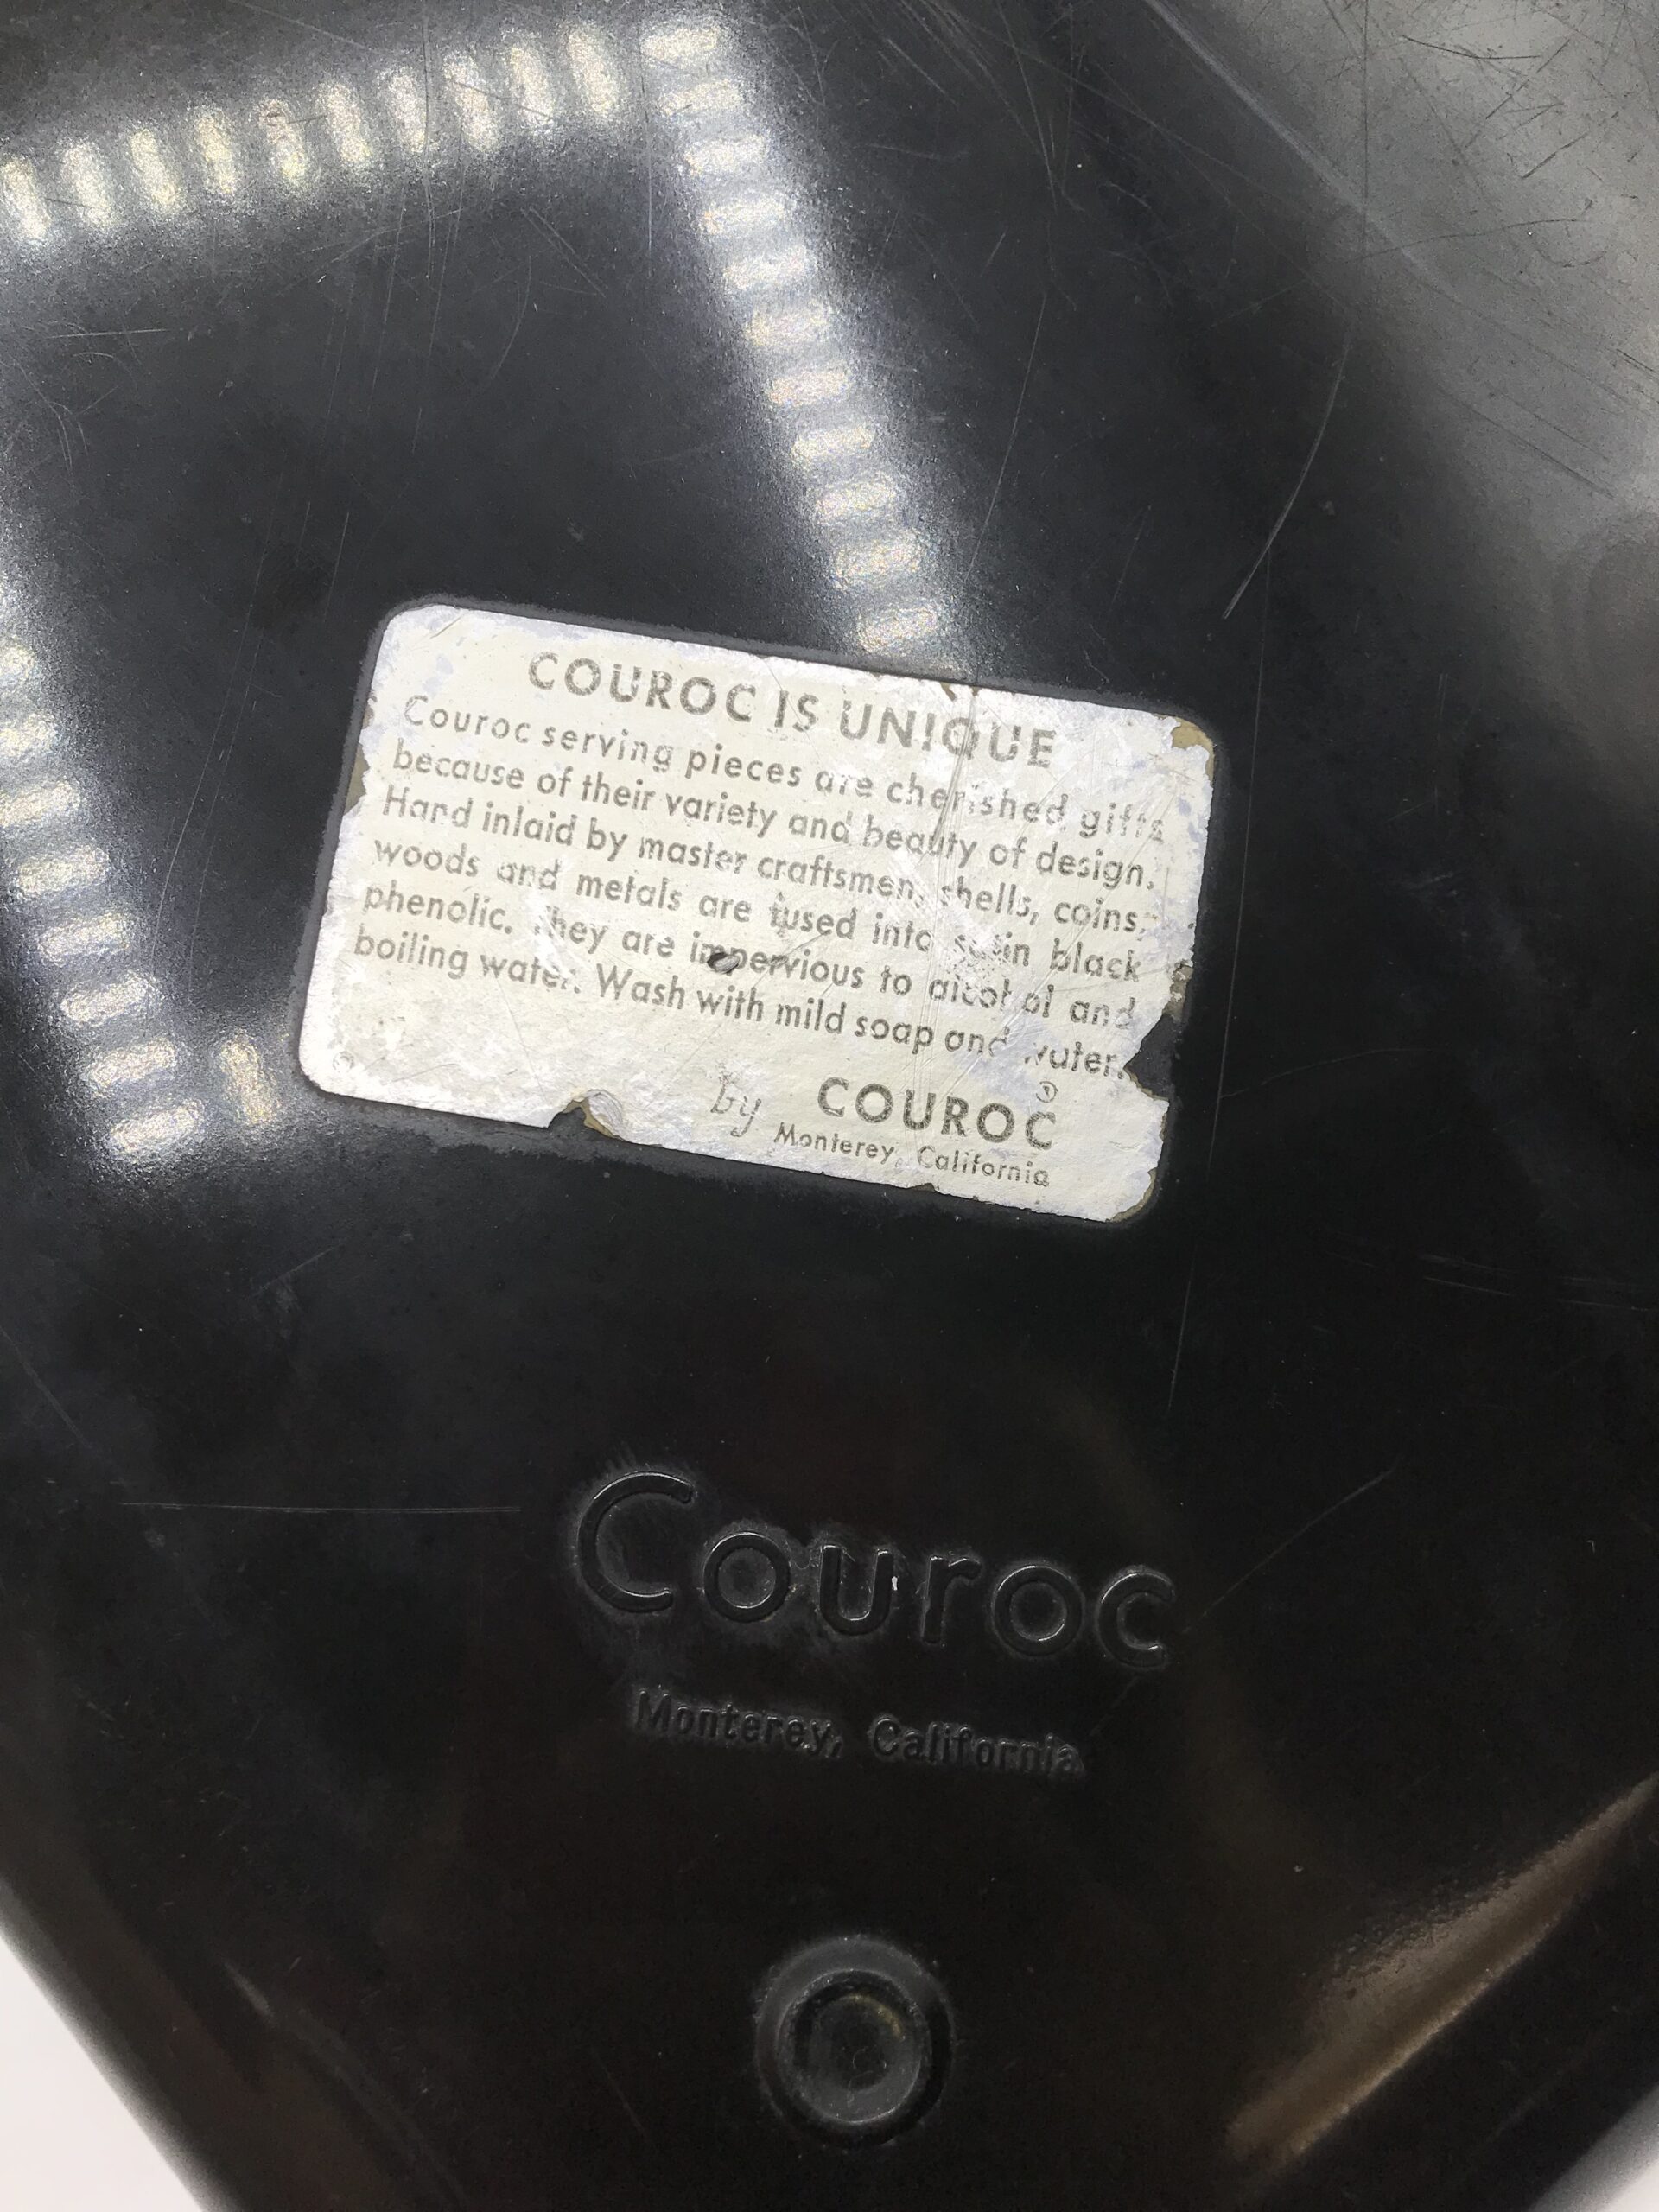 COUROC IS UNIQUE
Couroc serving pieces are cherished gifts
because of their variety and beauty of design.
Hand inlaid by master craftsmen, shells, coins,
woods and metals are fused into satin black
phenolic. They are impervious to alcohol and
boiling water. Wash with mild soap and water.
by COUROC
Monterey, California
Couroc
Monterey, California